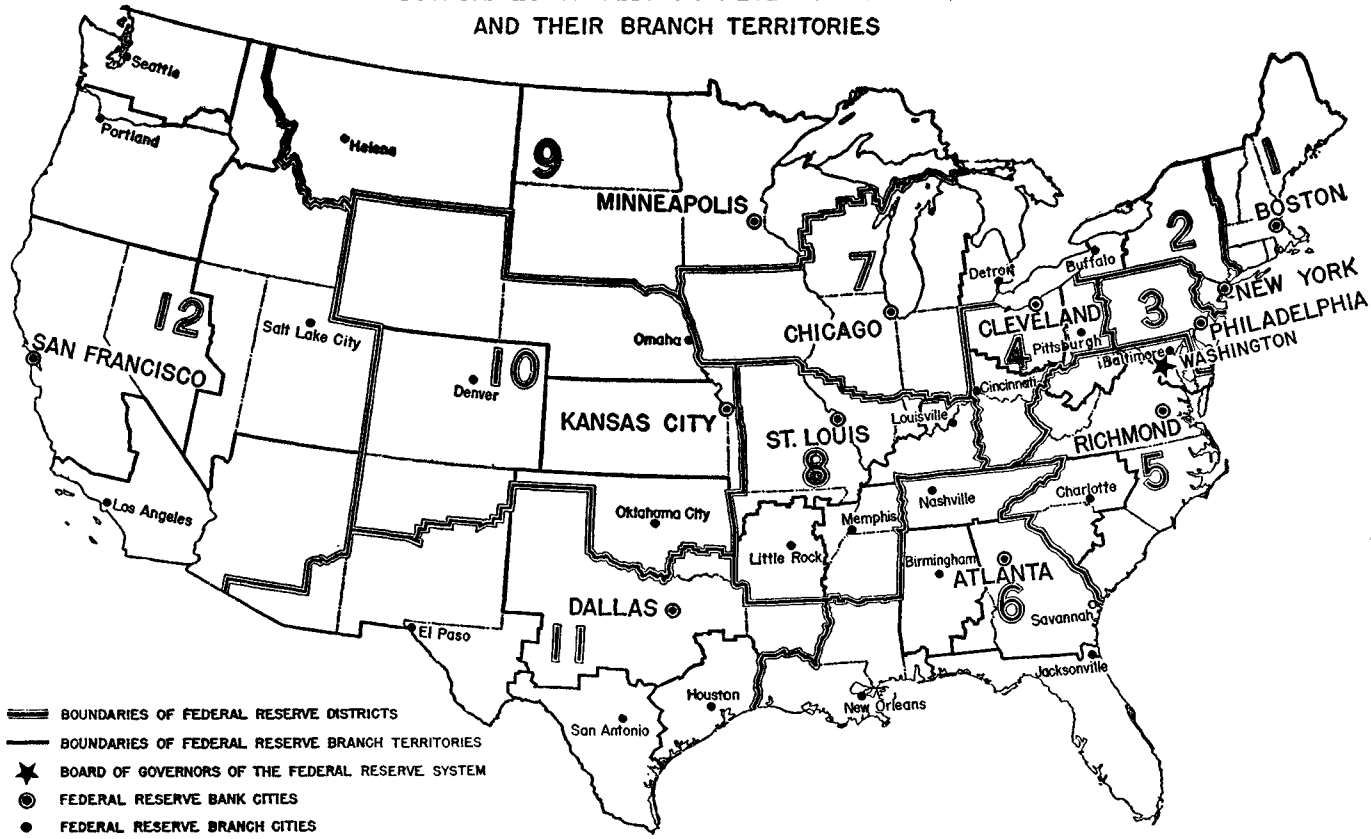 AND THEIR BRANCH TERRITORIES
Seattle
Portland
Helena
9
MINNEAPOLIS
1
BOSTON
2
7
Detroit
Buffalo
NEW YORK
12
Salt Lake City
SAN FRANCISCO
Omaha
CHICAGO
CLEVELAND
3
PHILADELPHIA
4
Pittsburgh
Baltimore
WASHINGTON
10
Denver
Cincinnati
KANSAS CITY
ST. LOUIS
Louisville
RICHMOND
8
5
Los Angeles
Oklahoma City
Nashville
Charlotte
Memphis
Little Rock
Birmingham
ATLANTA
6
Savannah
DALLAS
11
El Paso
Jacksonville
Houston
New Orleans
San Antonio
BOUNDARIES OF FEDERAL RESERVE DISTRICTS
BOUNDARIES OF FEDERAL RESERVE BRANCH TERRITORIES
BOARD OF GOVERNORS OF THE FEDERAL RESERVE SYSTEM
FEDERAL RESERVE BANK CITIES
FEDERAL RESERVE BRANCH CITIES